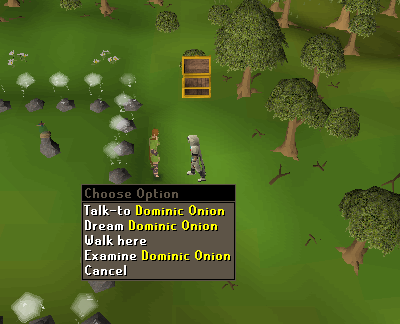 Choose Option
Talk-to Dominic Onion
Dream Dominic Onion
Walk here
Examine Dominic Onion
Cancel